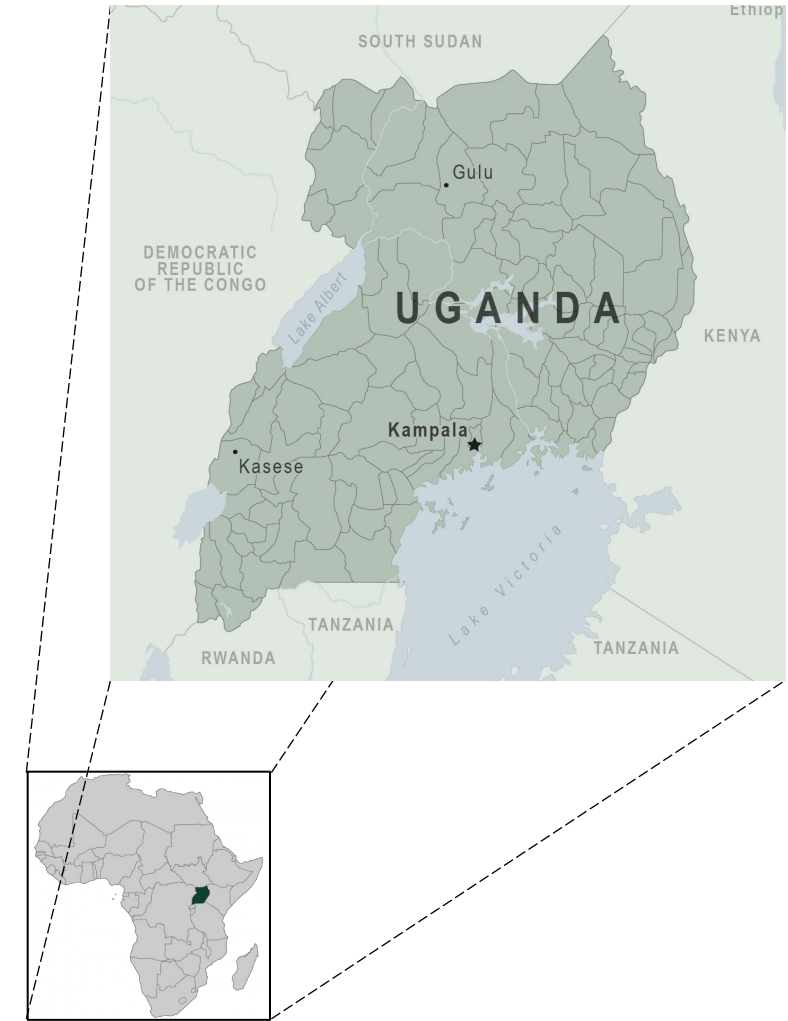 Ethiop
SOUTH SUDAN
Gulu
DEMOCRATIC
REPUBLIC
OF THE CONGO
Lake Albert
UGANDA
KENYA
Kampala
Kasese
Lake Victoria
TANZANIA
TANZANIA
RWANDA